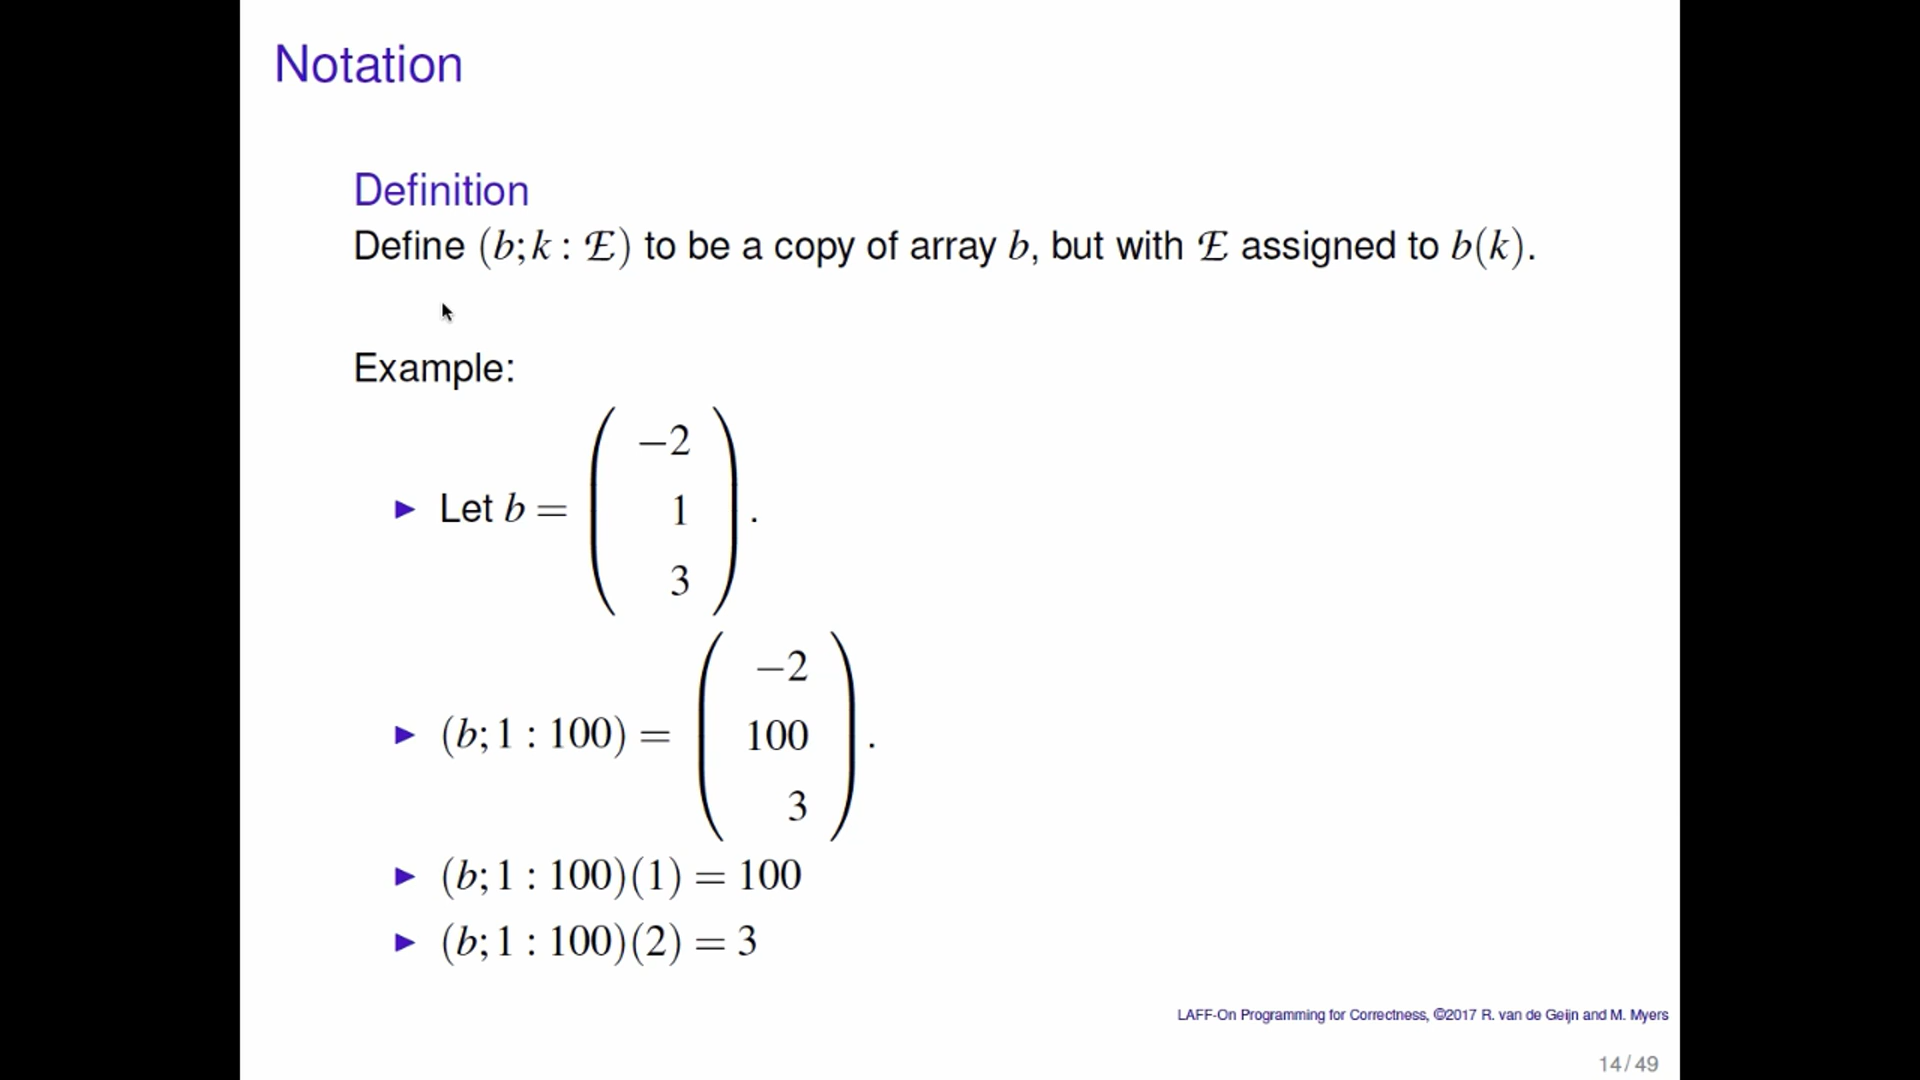 Notation
Definition
Define (b;k : ℰ) to be a copy of array b, but with ℰ assigned to b(k).
Example:
−2
▶ Let b = ( 1 ) .
3
−2
▶ (b;1 : 100) = ( 100 ) .
3
▶ (b;1 : 100)(1) = 100
▶ (b;1 : 100)(2) = 3
LAFF-On Programming for Correctness, ©2017 R. van de Geijn and M. Myers
14/49